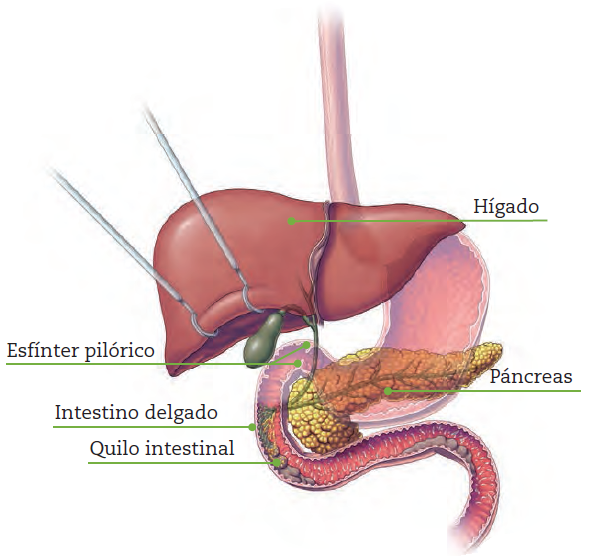 Hígado
Esfínter pilórico
Páncreas
Intestino delgado
Quilo intestinal